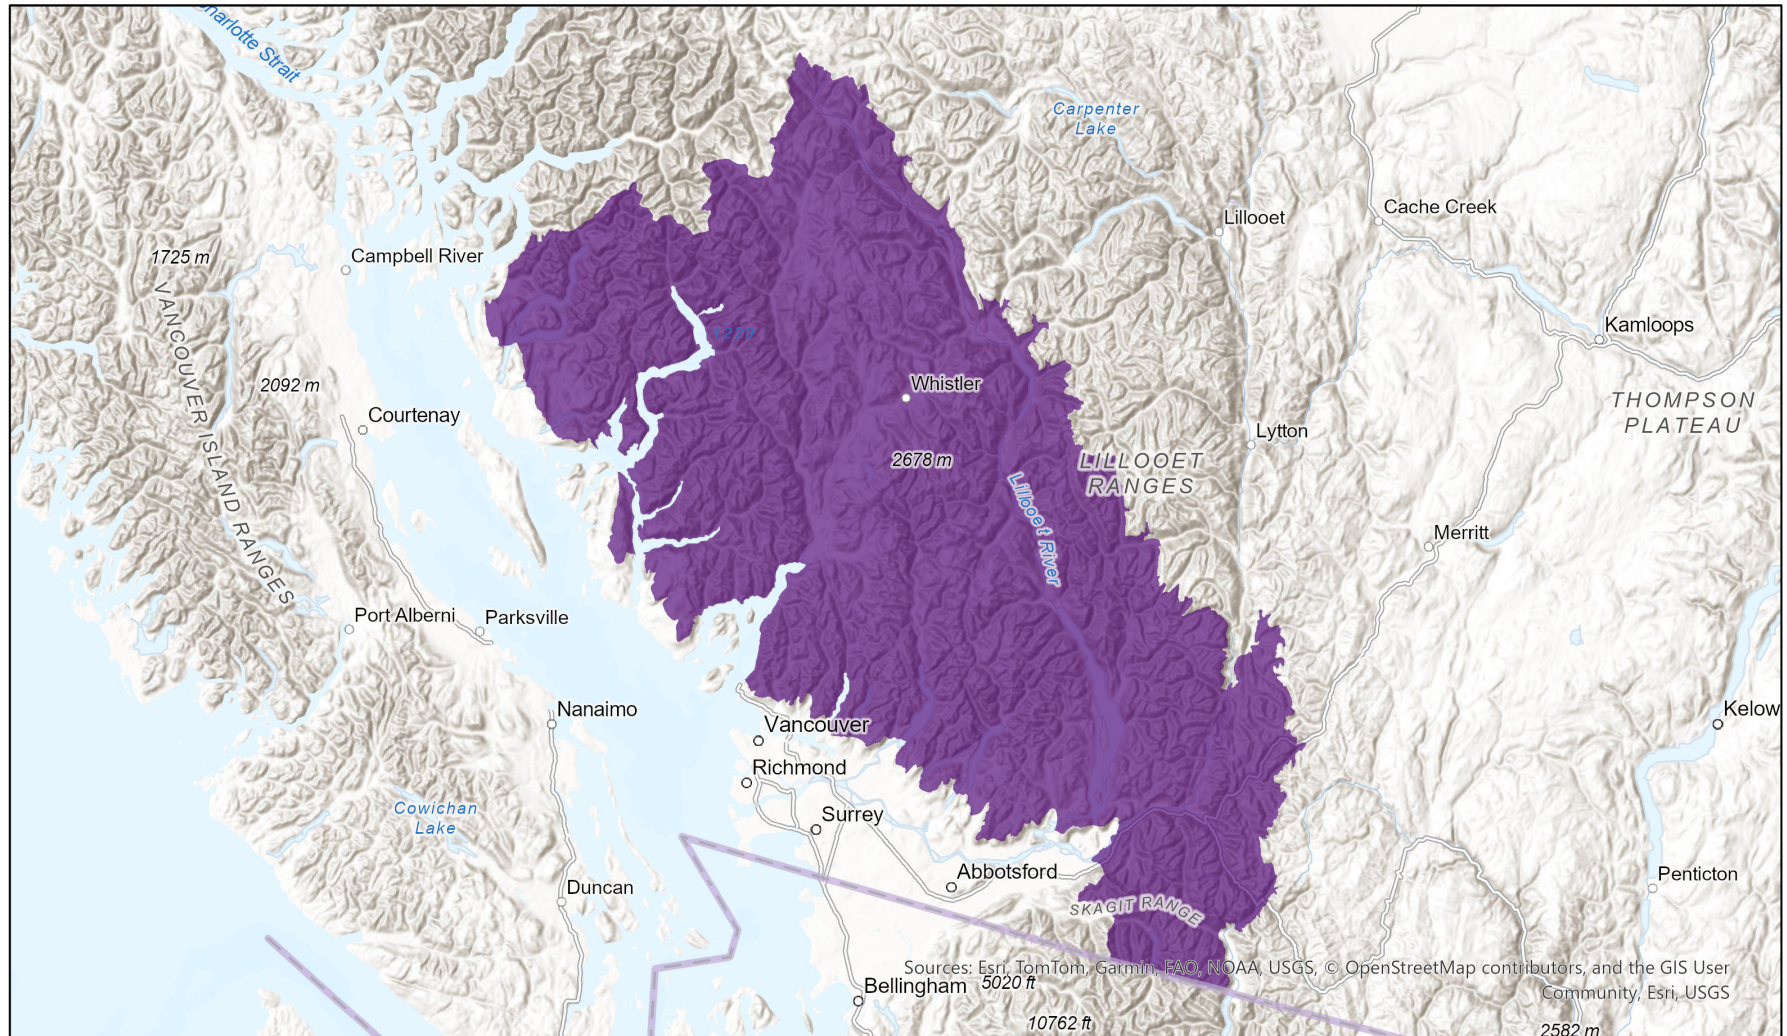 Charlotte
Strait
Carpenter
Lake
Cache Creek
Lillooet
1725 m
Campbell River
Kamloops
VANCOUVER ISLAND RANGES
2092 m
Whistler
THOMPSON
PLATEAU
Courtenay
Lytton
2678 m
LILLOOET
RANGES
Lillooet River
Merritt
Port Alberni
Parksville
Nanaimo
Kelow
Vancouver
Richmond
Cowichan
Lake
Surrey
Abbotsford
Penticton
Duncan
SKAGIT RANGE
Sources: Esri, TomTom, Garmin, FAO, NOAA, USGS, © OpenStreetMap contributors, and the GIS User
Community, Esri, USGS
Bellingham
5020 ft
10762 ft
2582 m